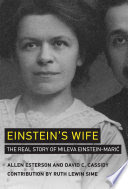 EINSTEIN'S WIFE
THE REAL STORY OF MILEVA EINSTEIN-MARIĆ
ALLEN ESTERSON AND DAVID C. CASSIDY
CONTRIBUTION BY RUTH LEWIN SIME